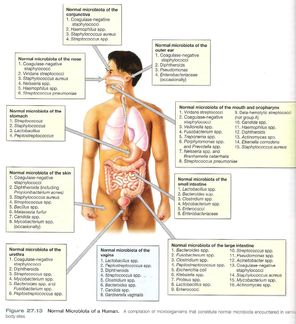 Normal microbiota of the
conjunctiva
1. Coagulase-negative
staphylococci
2. Haemophilus spp.
3. Staphylococcus aureus
4. Streptococcus spp.
Normal microbiota of the
outer ear
1. Coagulase-negative
staphylococci
2. Diphtheroids
3. Pseudomonas
4. Enterobacteriaceae
(occasionally)
Normal microbiota of the nose
1. Coagulase-negative
staphylococci
2. Viridans streptococci
3. Staphylococcus aureus
4. Neisseria spp.
5. Haemophilus spp.
6. Streptococcus pneumoniae
Normal microbiota of the
stomach
1. Streptococcus
2. Staphylococcus
3. Lactobacillus
4. Peptostreptococcus
Normal microbiota of the mouth and oropharynx
1. Viridans streptococci
2. Coagulase-negative
staphylococci
3. Veillonella spp.
4. Fusobacterium spp.
5. Treponema spp.
6. Porphyromonas spp.
and Prevotella spp.
7. Neisseria spp. and
Branhamella catarrhalis
8. Streptococcus pneumoniae
9. Beta-hemolytic streptococci
(not group A)
10. Candida spp.
11. Haemophilus spp.
12. Diphtheroids
13. Actinomyces spp.
14. Eikenella corrodens
15. Staphylococcus aureus
Normal microbiota of the skin
1. Coagulase-negative
staphylococci
2. Diphtheroids (including
Propionibacterium acnes)
3. Staphylococcus aureus
4. Streptococcus spp.
5. Bacillus spp.
6. Malassezia furfur
7. Candida spp.
8. Mycobacterium spp.
(occasionally)
Normal microbiota of the
small intestine
1. Lactobacillus spp.
2. Bacteroides spp.
3. Clostridium spp.
4. Mycobacterium spp.
5. Enterococci
6. Enterobacteriaceae
Normal microbiota of the
urethra
1. Coagulase-negative
staphylococci
2. Diphtheroids
3. Streptococcus spp.
4. Mycobacterium spp.
5. Bacteroides spp. and
Fusobacterium spp.
6. Peptostreptococcus spp.
Normal microbiota of the
vagina
1. Lactobacillus spp.
2. Peptostreptococcus spp.
3. Diphtheroids
4. Streptococcus spp.
5. Clostridium spp.
6. Bacteroides spp.
7. Candida spp.
8. Gardnerella vaginalis
Normal microbiota of the large intestine
1. Bacteroides spp.
2. Fusobacterium spp.
3. Clostridium spp.
4. Peptostreptococcus spp.
5. Escherichia coli
6. Klebsiella spp.
7. Proteus spp.
8. Lactobacillus spp.
9. Enterococci
10. Streptococcus spp.
11. Pseudomonas spp.
12. Acinetobacter spp.
13. Coagulase-negative
staphylococci
14. Staphylococcus aureus
15. Mycobacterium spp.
16. Actinomyces spp.
Figure 27.13 Normal Microbiota of a Human. A compilation of microorganisms that constitute normal microbiota encountered in various
body sites.